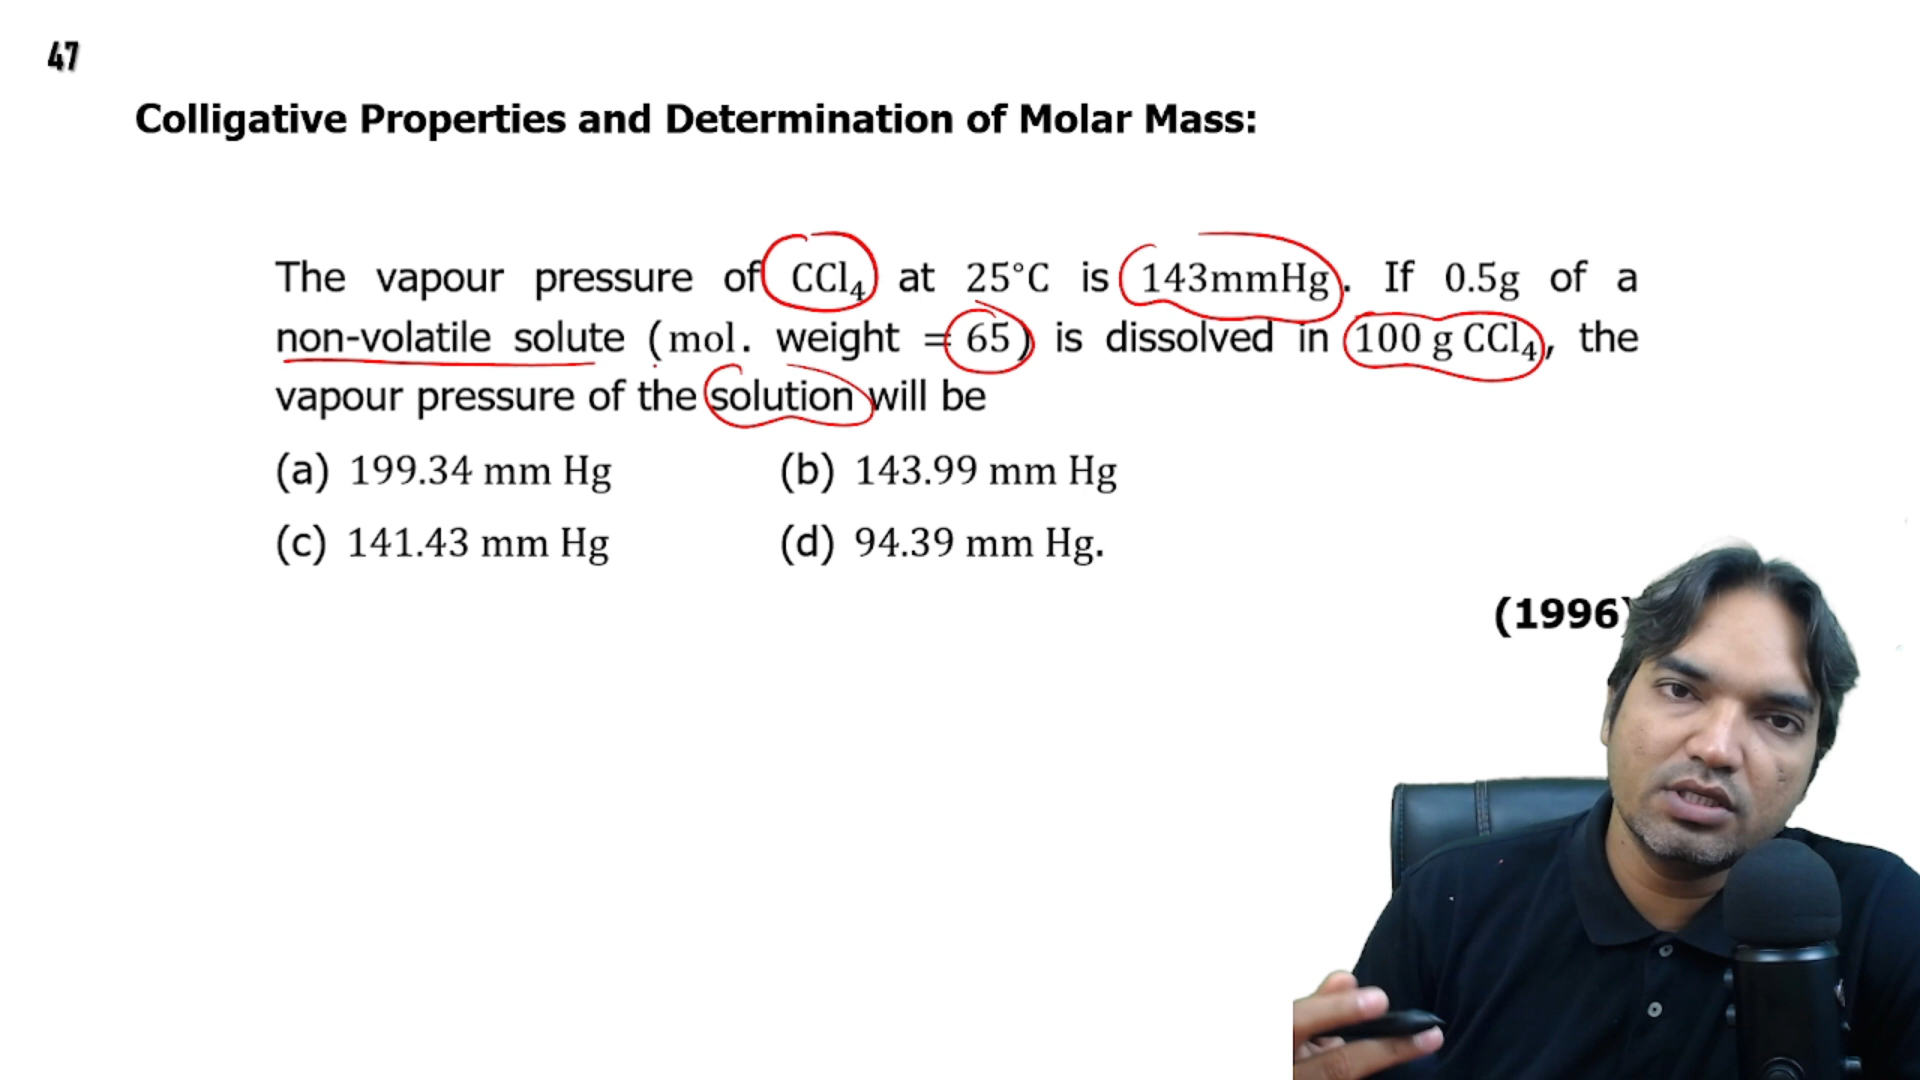 47
Colligative Properties and Determination of Molar Mass:
The vapour pressure of CCl₄ at 25°C is 143mmHg. If 0.5g of a
non-volatile solute (mol. weight = 65) is dissolved in 100 g CCl₄, the
vapour pressure of the solution will be
(a) 199.34 mm Hg (b) 143.99 mm Hg
(c) 141.43 mm Hg (d) 94.39 mm Hg.
(1996)